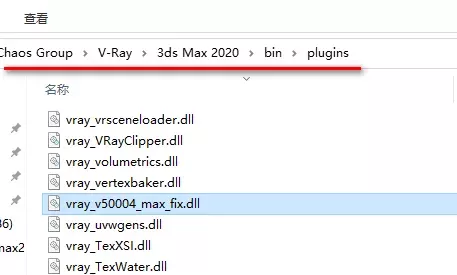 查看
Chaos Group > V-Ray > 3ds Max 2020 > bin > plugins
名称
vray_vrsceneloader.dll
vray_VRayClipper.dll
vray_volumetrics.dll
vray_vertexbaker.dll
vray_v50004_max_fix.dll
36)
vray_uvwgens.dll
max2
vray_TexXSI.dll
vray_TexWater.dll